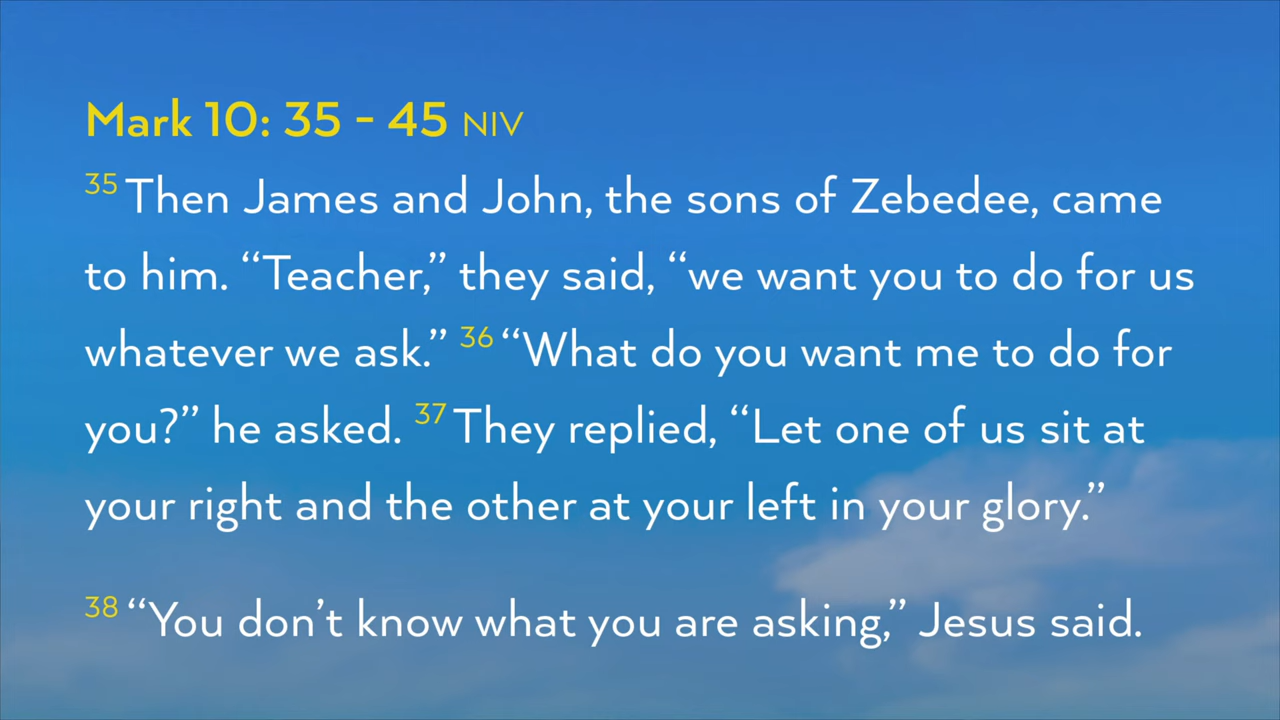 Mark 10: 35 - 45 NIV
35 Then James and John, the sons of Zebedee, came
to him. “Teacher,” they said, “we want you to do for us
whatever we ask.” 36 “What do you want me to do for
you?” he asked. 37 They replied, “Let one of us sit at
your right and the other at your left in your glory.”
38 “You don’t know what you are asking,” Jesus said.